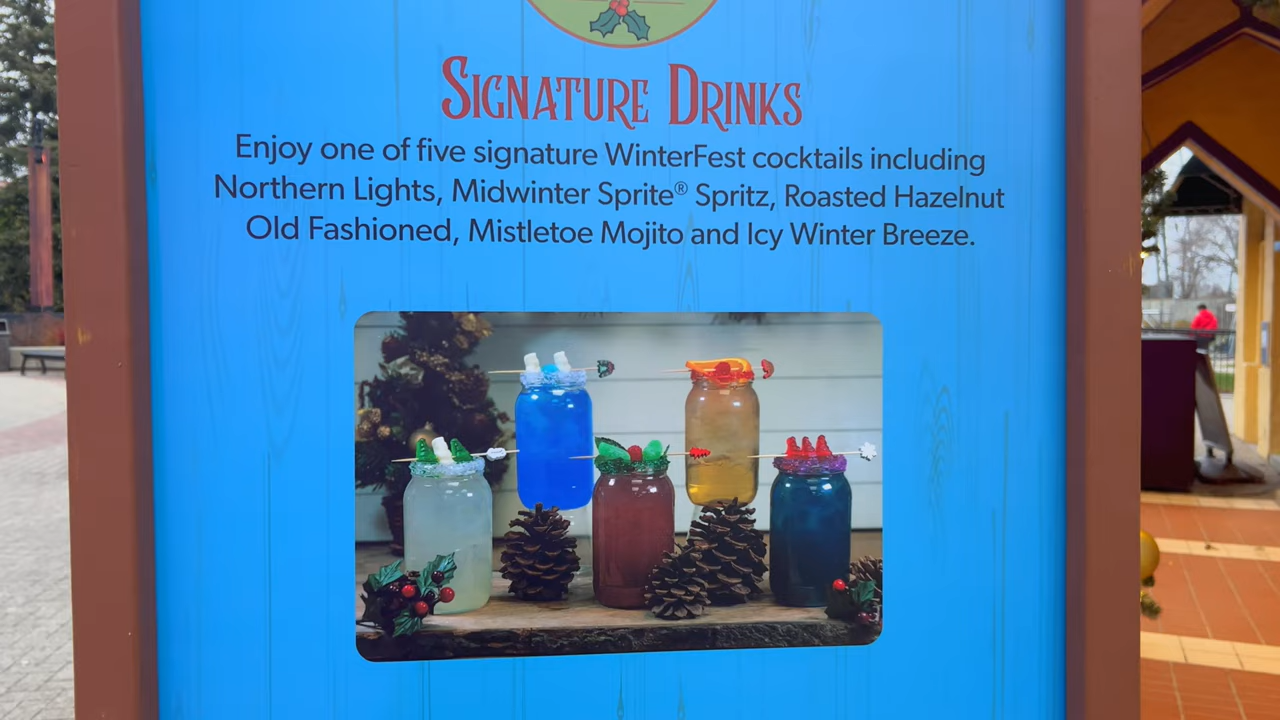 Signature Drinks
Enjoy one of five signature WinterFest cocktails including
Northern Lights, Midwinter Sprite® Spritz, Roasted Hazelnut
Old Fashioned, Mistletoe Mojito and Icy Winter Breeze.